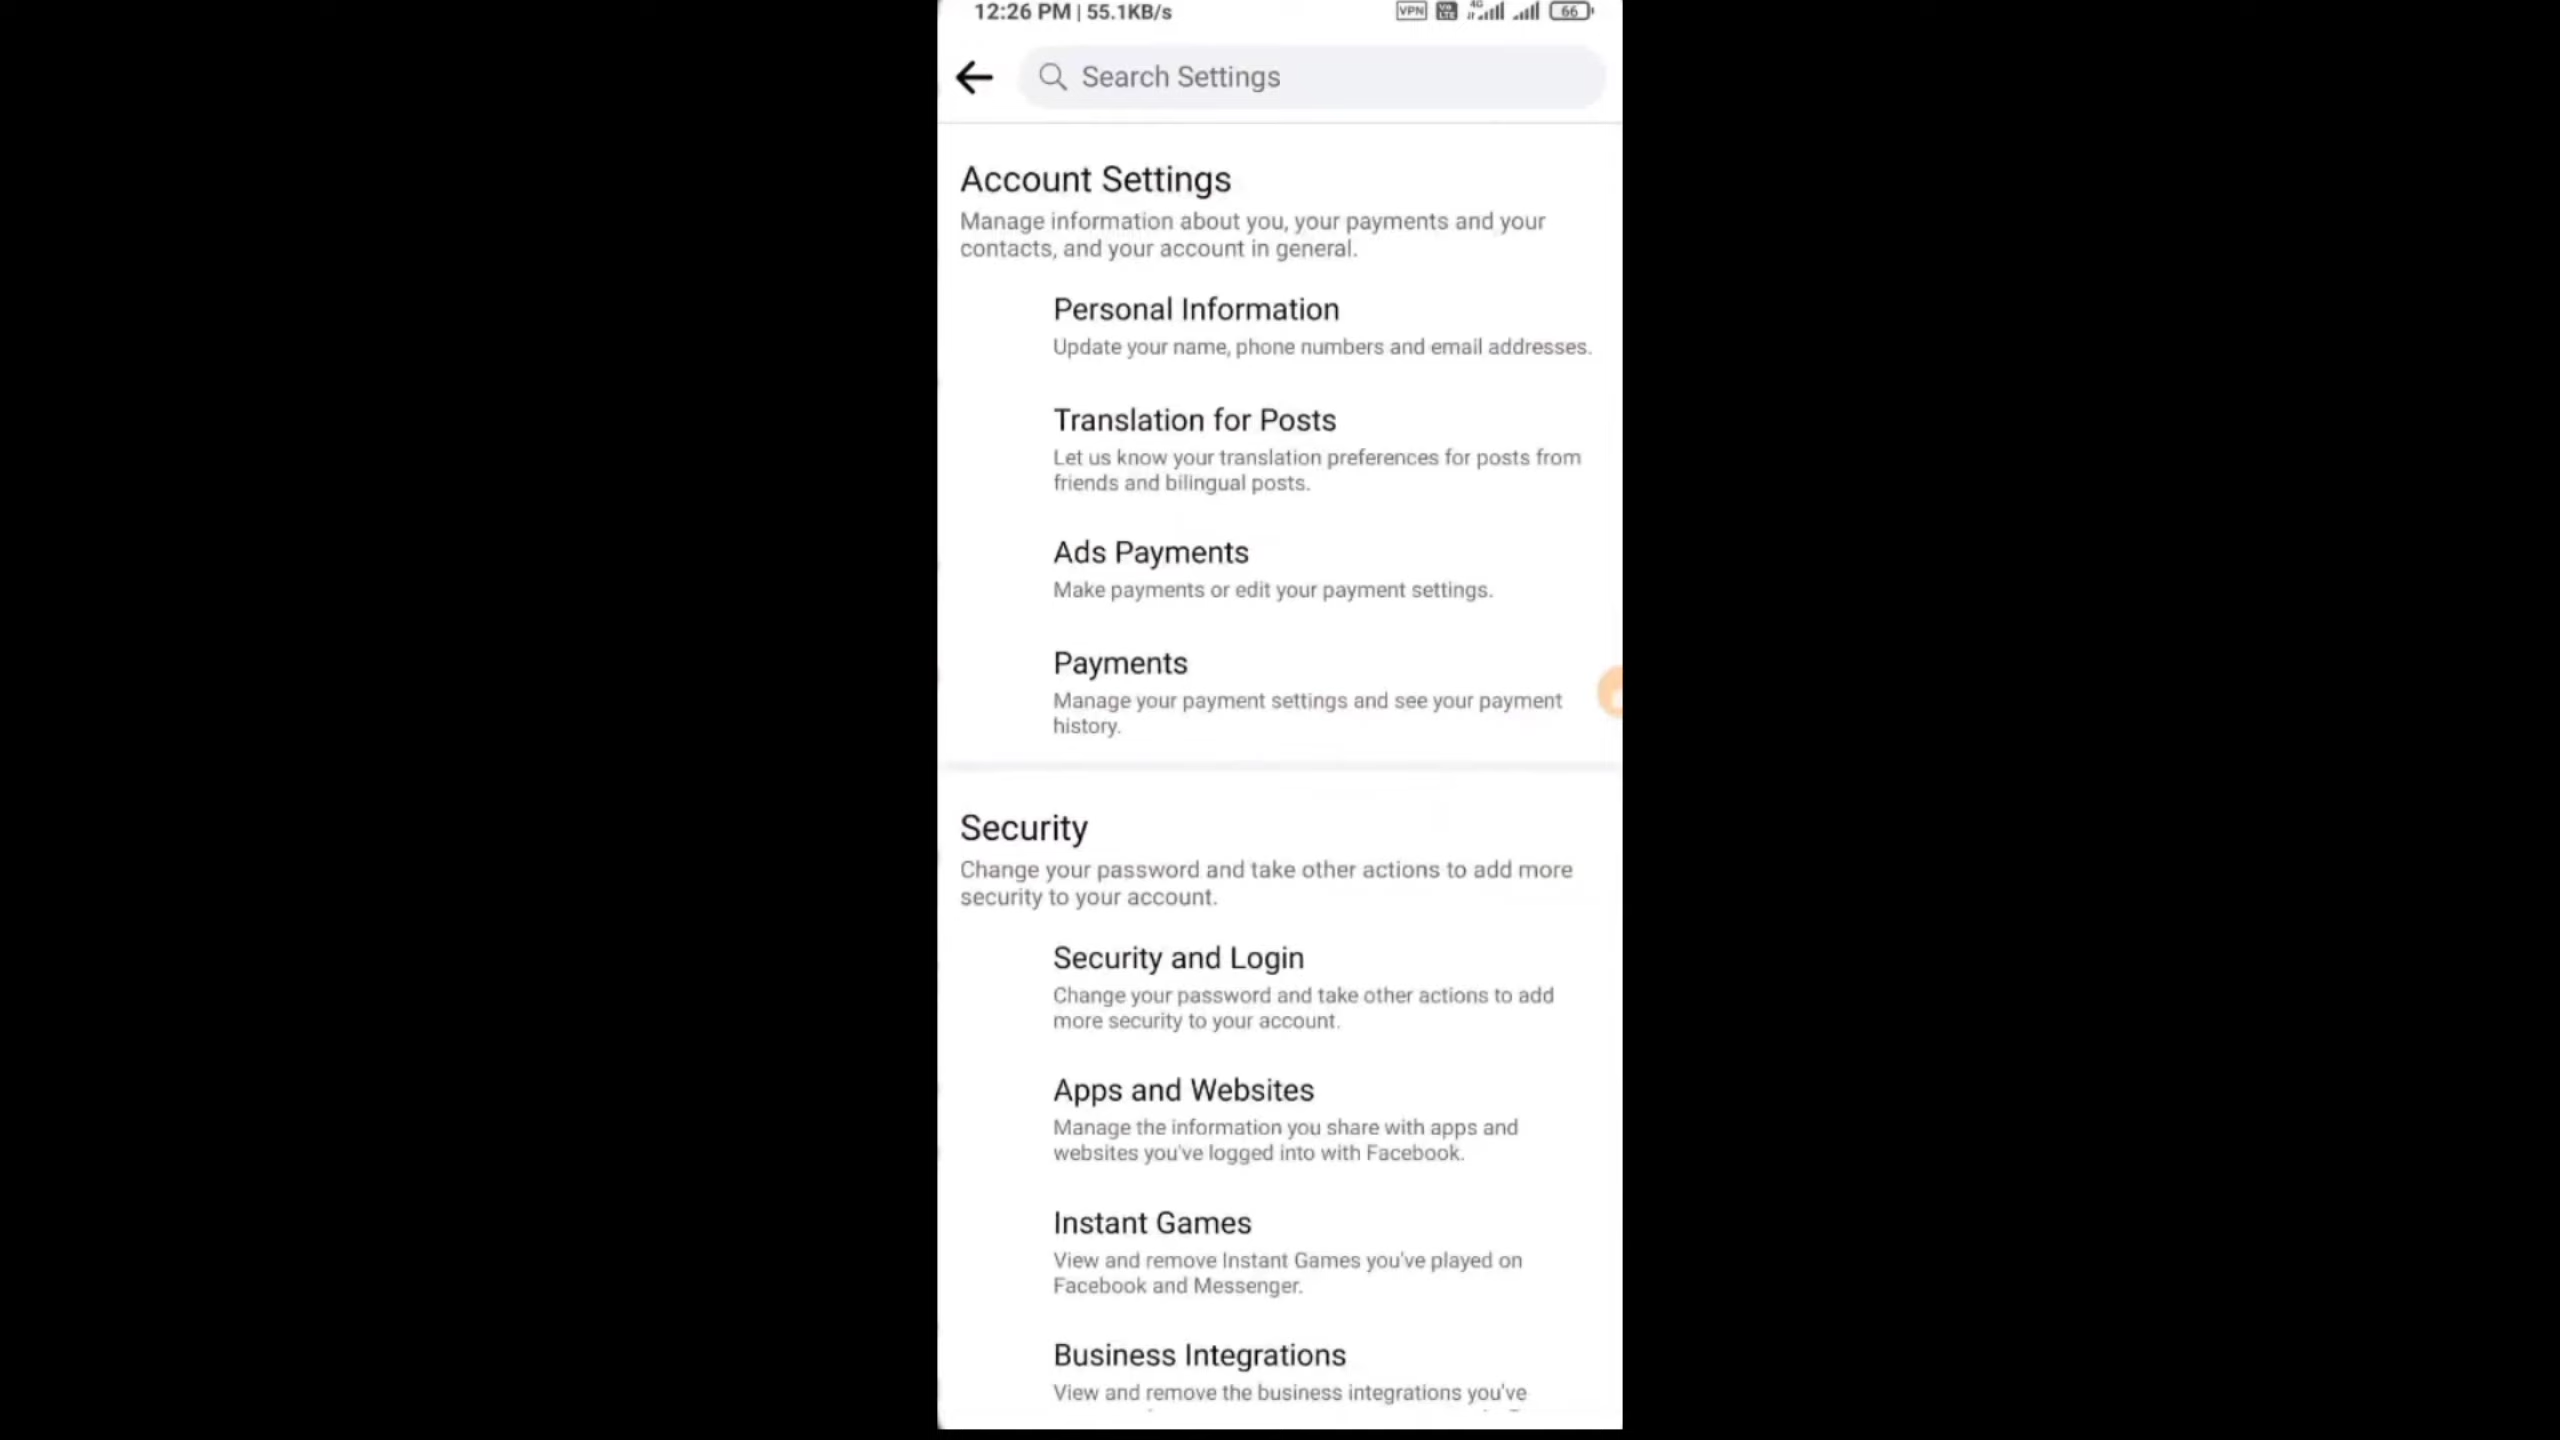 12:26 PM | 55.1KB/s VPN Vo LTE 4G 66
Search Settings
Account Settings
Manage information about you, your payments and your
contacts, and your account in general.
Personal Information
Update your name, phone numbers and email addresses.
Translation for Posts
Let us know your translation preferences for posts from
friends and bilingual posts.
Ads Payments
Make payments or edit your payment settings.
Payments
Manage your payment settings and see your payment
history.
Security
Change your password and take other actions to add more
security to your account.
Security and Login
Change your password and take other actions to add
more security to your account.
Apps and Websites
Manage the information you share with apps and
websites you've logged into with Facebook.
Instant Games
View and remove Instant Games you've played on
Facebook and Messenger.
Business Integrations
View and remove the business integrations you've